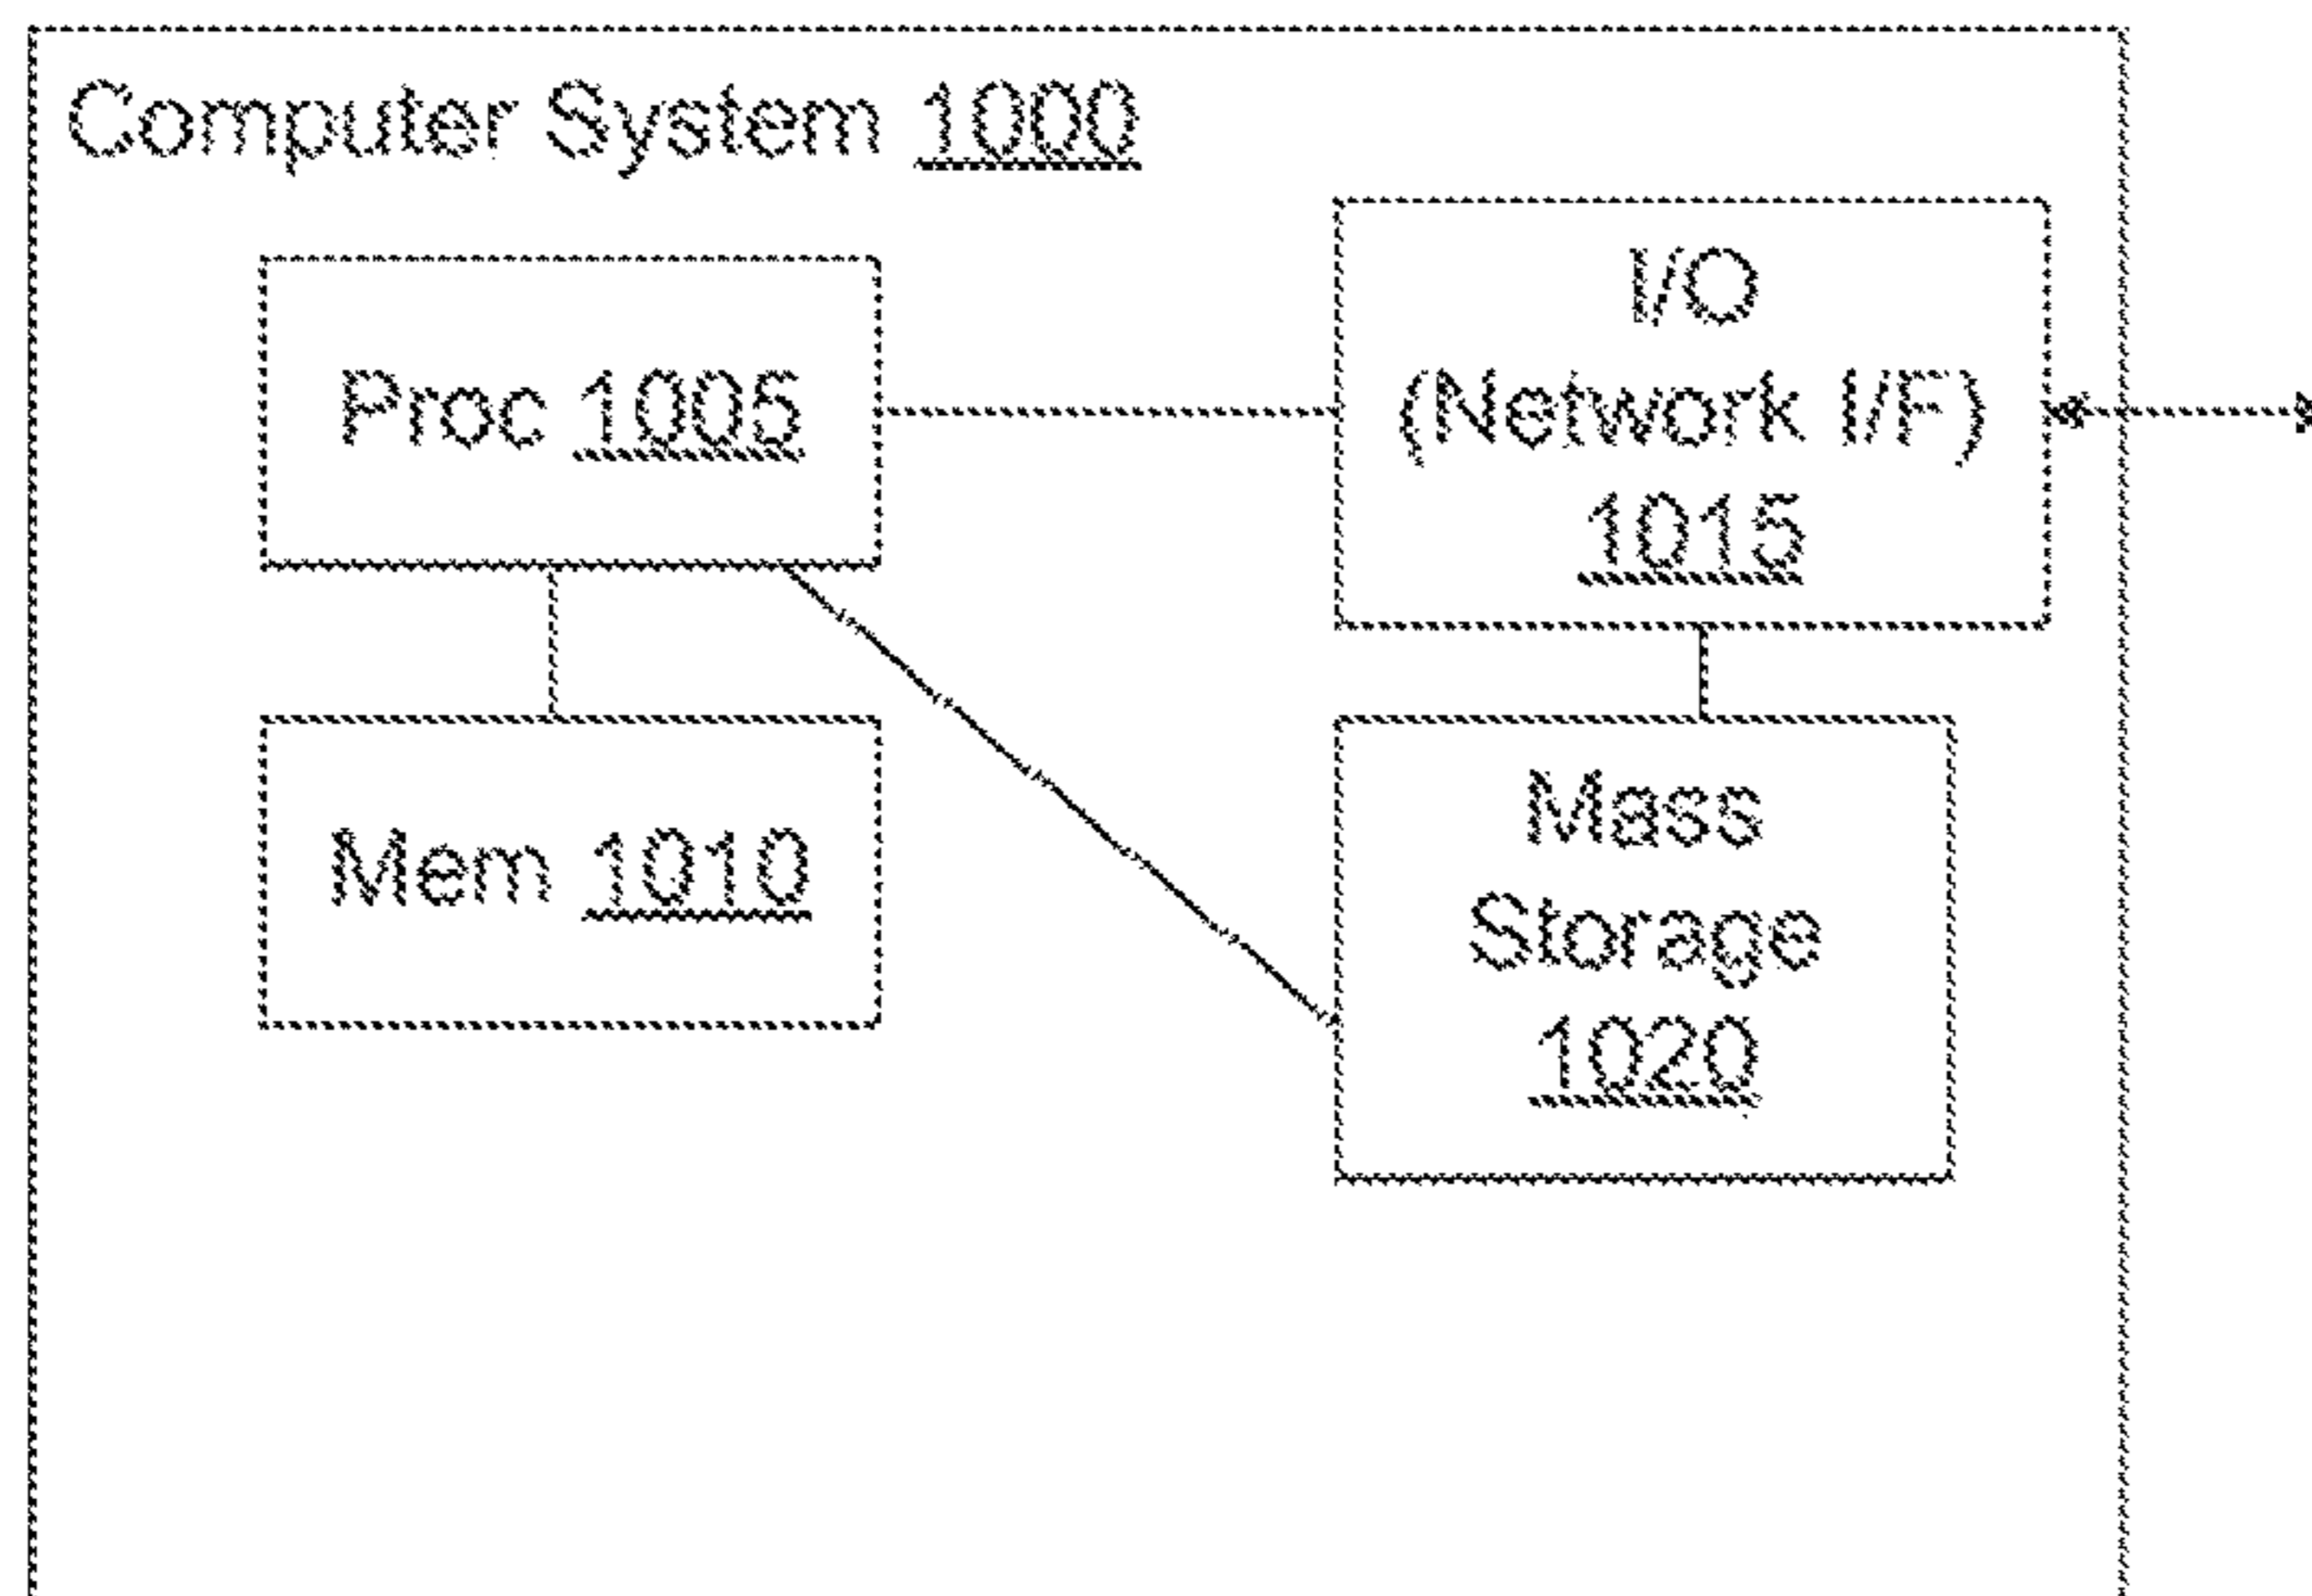 Computer System 1000
Proc 1005
I/O
(Network I/F)
1015
Mem 1010
Mass
Storage
1020